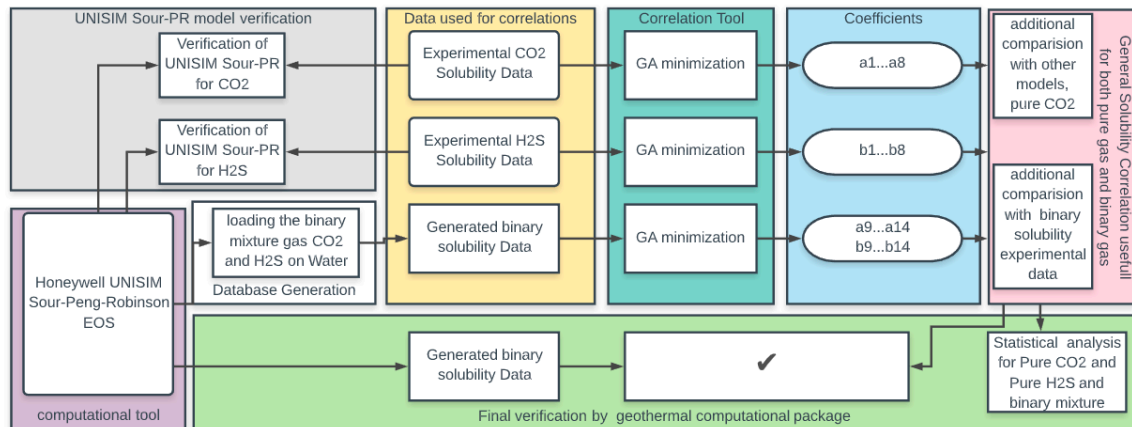 UNISIM Sour-PR model verification
Verification of
UNISIM Sour-PR
for CO2
Verification of
UNISIM Sour-PR
for H2S
Data used for correlations
Experimental CO2
Solubility Data
Experimental H2S
Solubility Data
Generated binary
solubility Data
Correlation Tool
GA minimization
GA minimization
GA minimization
Coefficients
a1...a8
b1...b8
a9...a14
b9...b14
additional
comparision
with other
models,
pure CO2
additional
comparision
with binary
solubility
experimental
data
General Solubility Correlation usefull
for both pure gas and binary gas
Honeywell UNISIM
Sour-Peng-Robinson
EOS
computational tool
loading the binary
mixture gas CO2
and H2S on Water
Database Generation
Generated binary
solubility Data
✔
Statistical analysis
for Pure CO2 and
Pure H2S and
binary mixture
Final verification by geothermal computational package